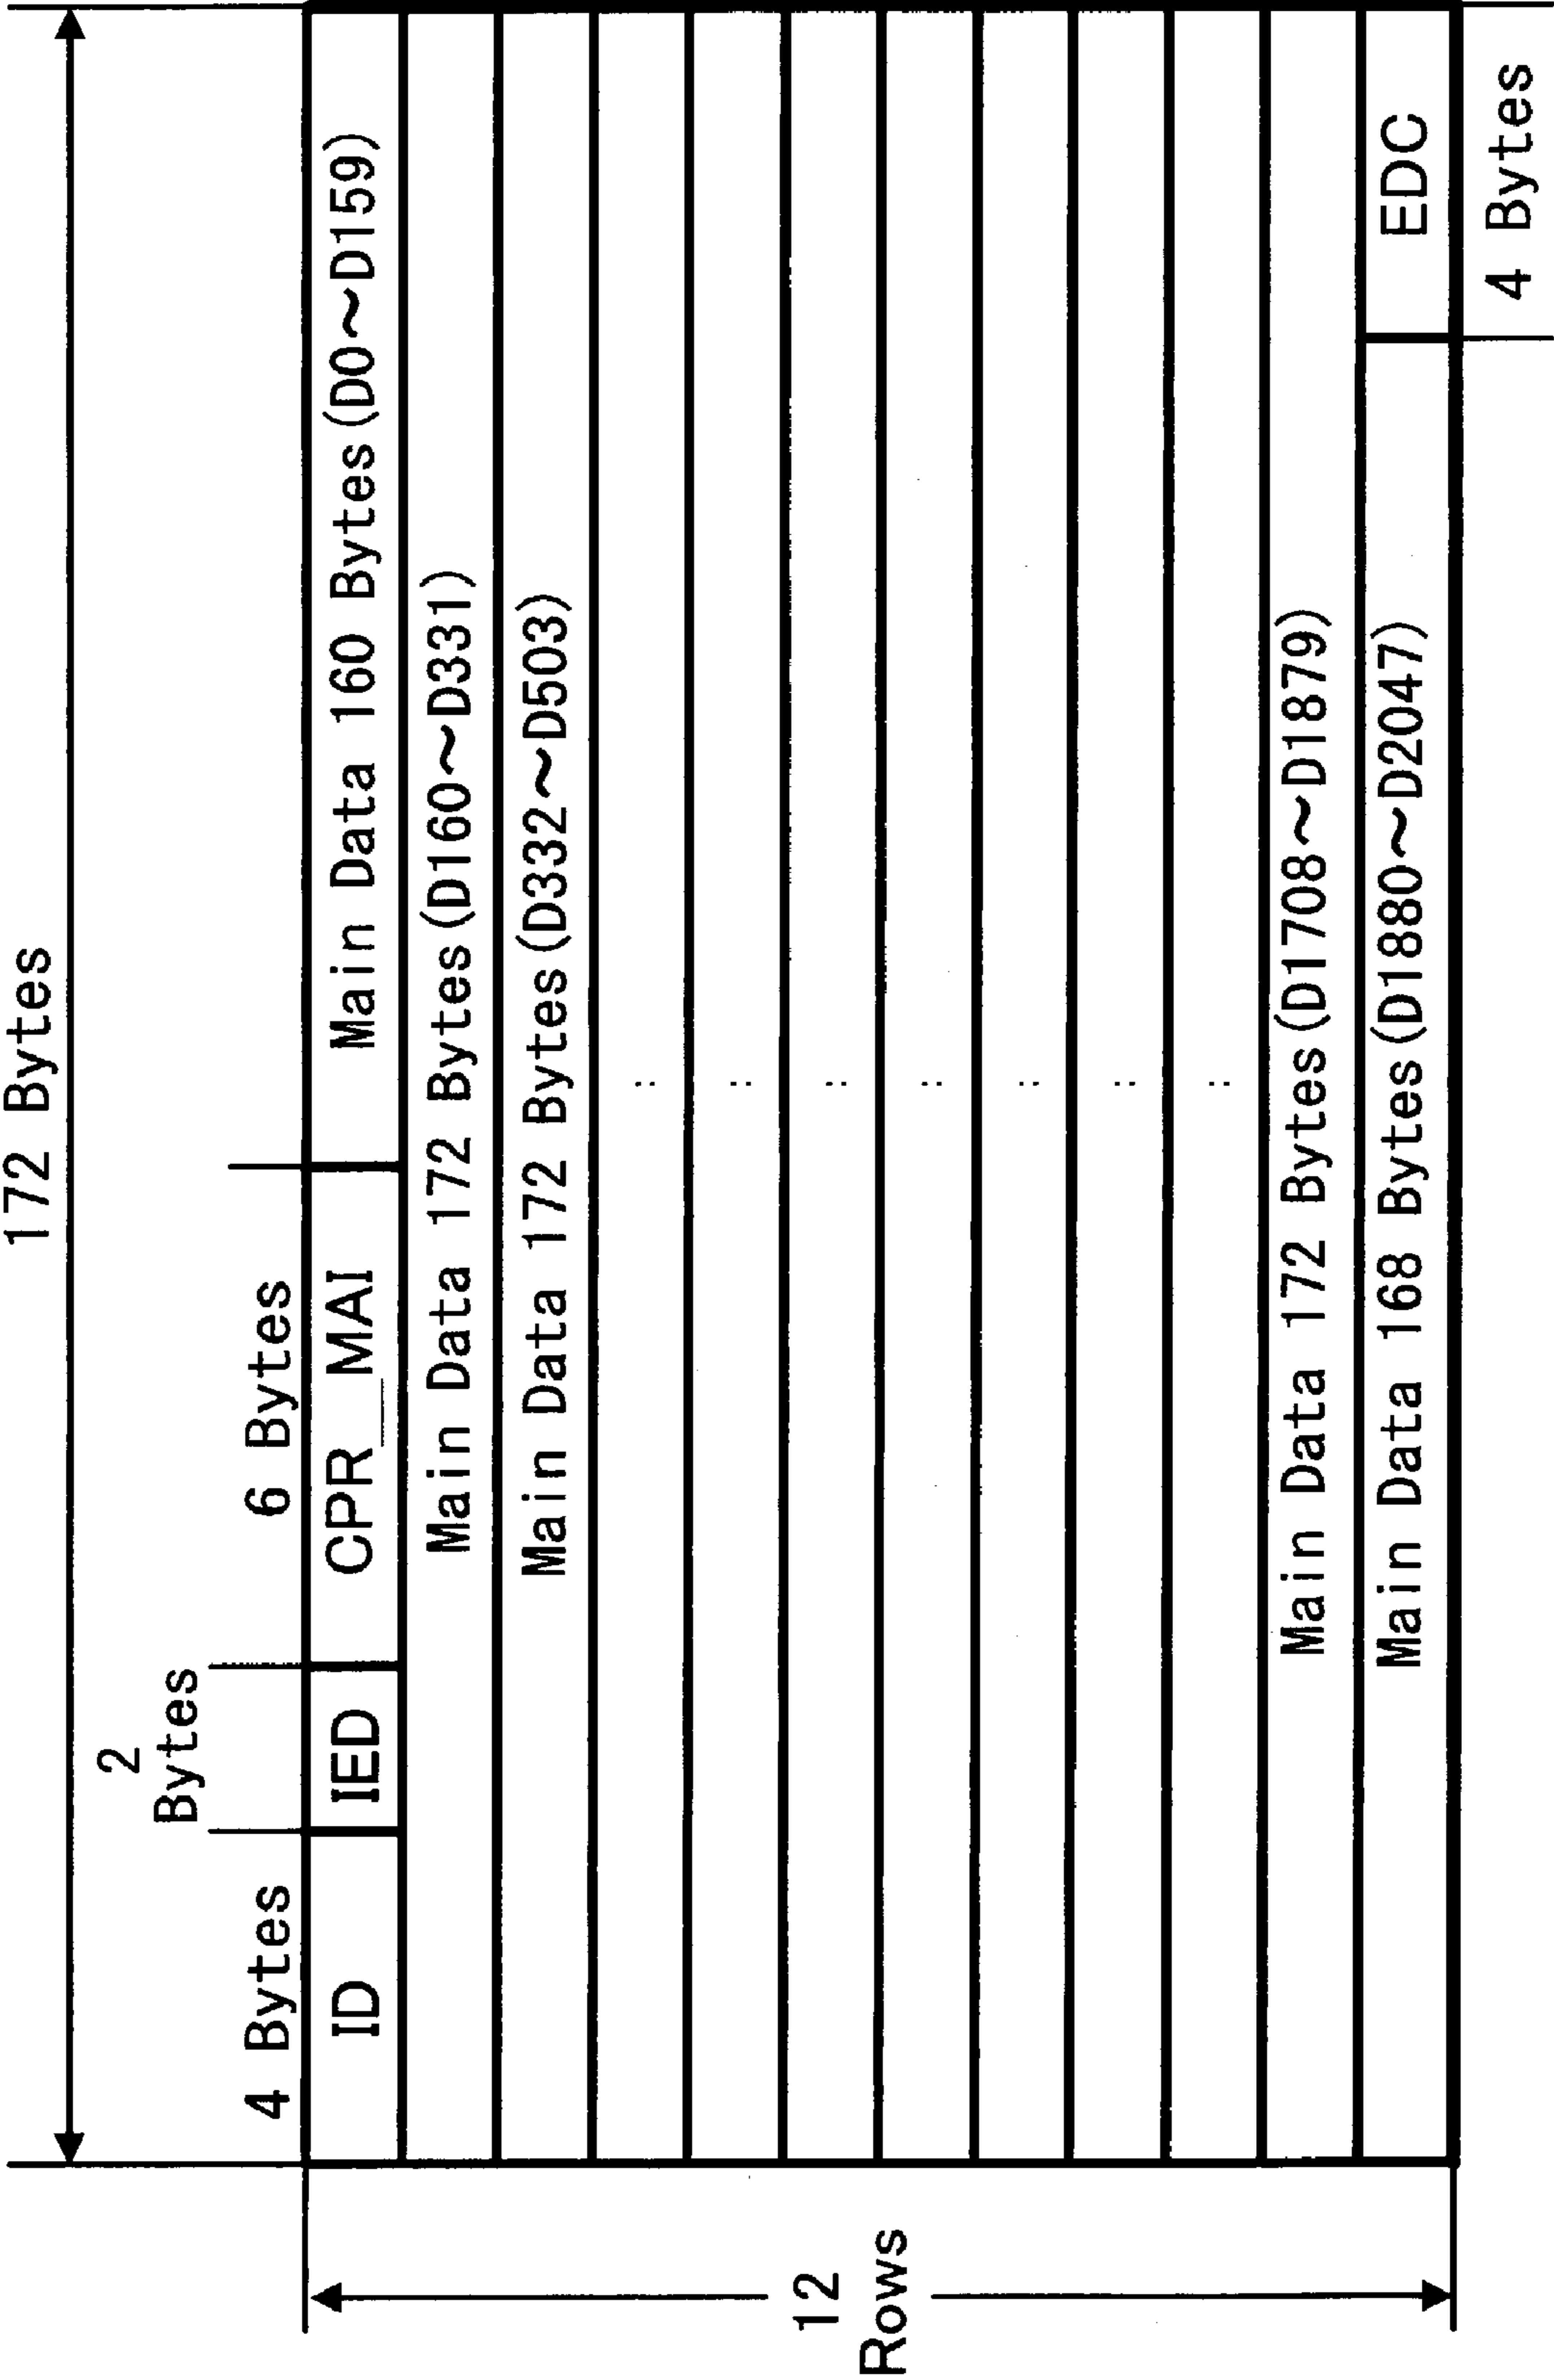 172 Bytes
4 Bytes
2
Bytes
6 Bytes
ID
IED
CPR_MAI
Main Data 160 Bytes(D0~D159)
Main Data 172 Bytes(D160~D331)
Main Data 172 Bytes(D332~D503)
12
Rows
Main Data 172 Bytes(D1708~D1879)
Main Data 168 Bytes(D1880~D2047)
EDC
4 Bytes